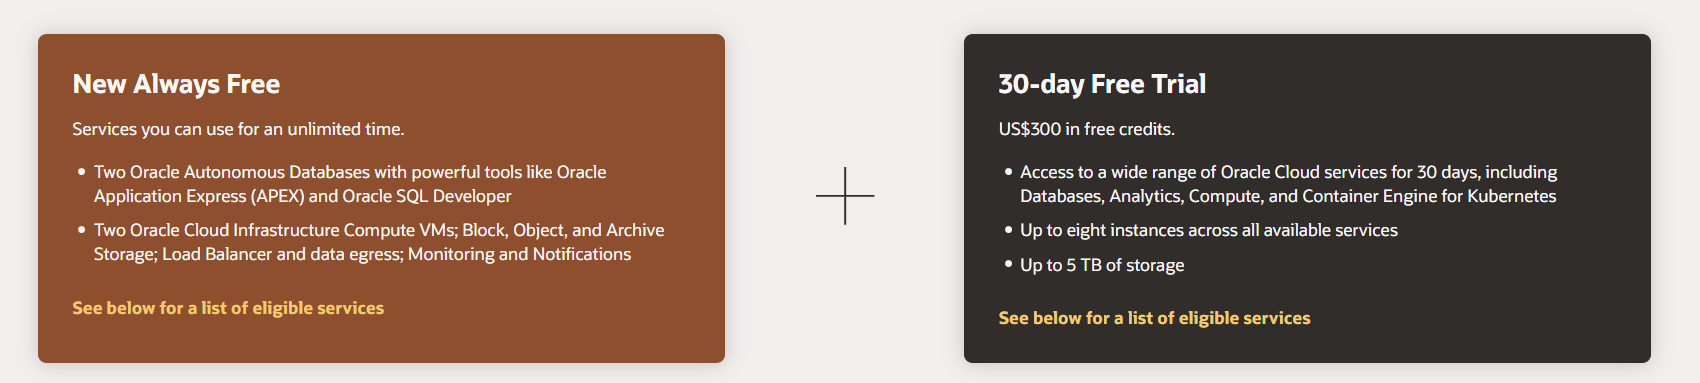 New Always Free
Services you can use for an unlimited time.
• Two Oracle Autonomous Databases with powerful tools like Oracle
Application Express (APEX) and Oracle SQL Developer
• Two Oracle Cloud Infrastructure Compute VMs; Block, Object, and Archive
Storage; Load Balancer and data egress; Monitoring and Notifications
See below for a list of eligible services
30-day Free Trial
US$300 in free credits.
• Access to a wide range of Oracle Cloud services for 30 days, including
Databases, Analytics, Compute, and Container Engine for Kubernetes
• Up to eight instances across all available services
• Up to 5 TB of storage
See below for a list of eligible services